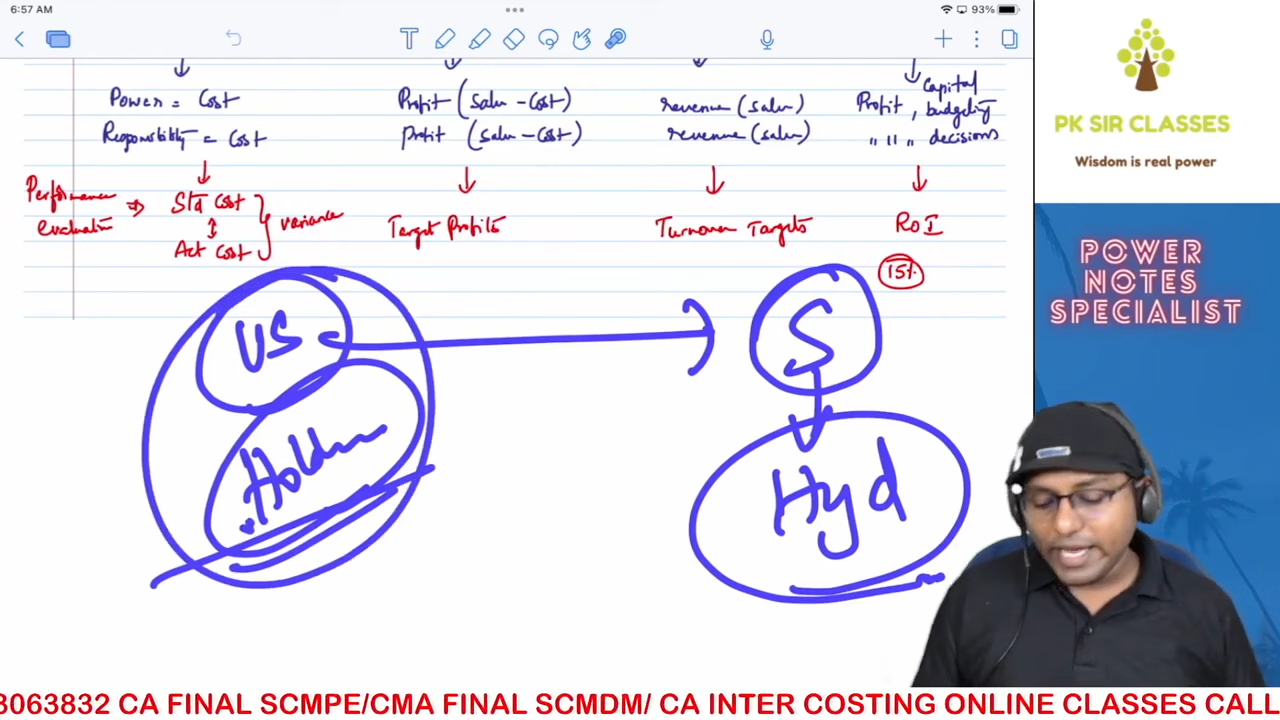 6:57 AM
93%
Power = Cost
Responsibility = Cost
Profit (Sales - Cost)
Profit (Sales - Cost)
revenue (Sales)
revenue (Sales)
Profit, Capital budgeting
„ „ „ decisions
Performance evaluation ⇒
Std Cost
↕
Act Cost
variance
Target Profits
Turnover Targets
ROI
15%
US
S
Hyd
PK SIR CLASSES
Wisdom is real power
POWER
NOTES
SPECIALIST
3063832 CA FINAL SCMPE/CMA FINAL SCMDM/ CA INTER COSTING ONLINE CLASSES CALL